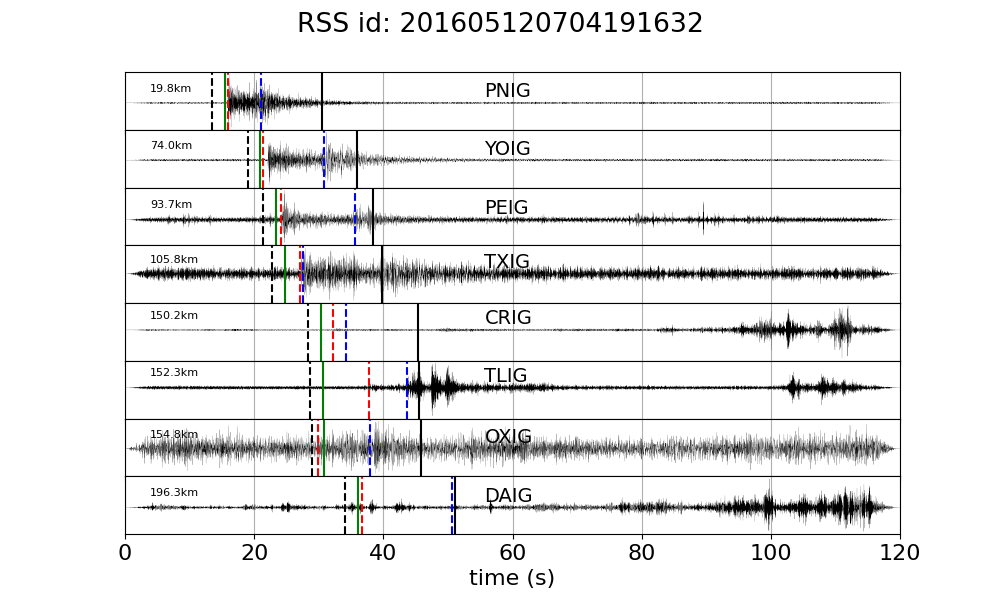 RSS id: 201605120704191632
19.8km PNIG
74.0km YOIG
93.7km PEIG
105.8km TXIG
150.2km CRIG
152.3km TLIG
154.8km OXIG
196.3km DAIG
0 20 40 60 80 100 120
time (s)